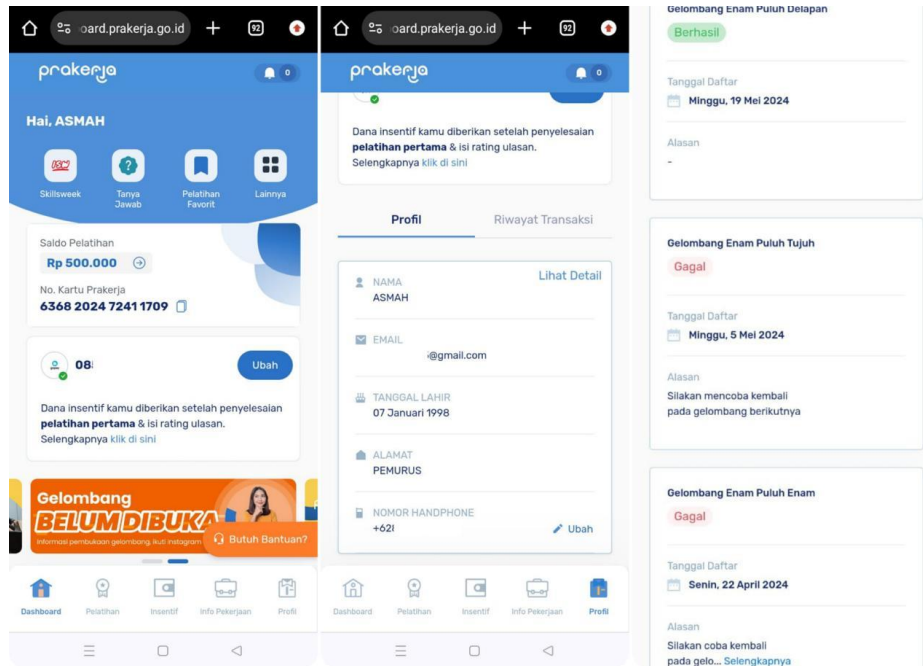 oard.prakerja.go.id
92
prakerja
0
Hai, ASMAH
Skillsweek
Tanya
Jawab
Pelatihan
Favorit
Lainnya
Saldo Pelatihan
Rp 500.000
No. Kartu Prakerja
6368 2024 7241 1709
08
Ubah
Dana insentif kamu diberikan setelah penyelesaian
pelatihan pertama & isi rating ulasan.
Selengkapnya klik di sini
Gelombang
BELUM DIBUKA
Informasi pembukaan gelombang, ikuti instagram
Butuh Bantuan?
Dashboard
Pelatihan
Insentif
Info Pekerjaan
Profil
oard.prakerja.go.id
92
prakerja
0
Dana insentif kamu diberikan setelah penyelesaian
pelatihan pertama & isi rating ulasan.
Selengkapnya klik di sini
Profil
Riwayat Transaksi
NAMA
Lihat Detail
ASMAH
EMAIL
@gmail.com
TANGGAL LAHIR
07 Januari 1998
ALAMAT
PEMURUS
NOMOR HANDPHONE
+62
Ubah
Dashboard
Pelatihan
Insentif
Info Pekerjaan
Profil
Gelombang Enam Puluh Delapan
Berhasil
Tanggal Daftar
Minggu, 19 Mei 2024
Alasan
-
Gelombang Enam Puluh Tujuh
Gagal
Tanggal Daftar
Minggu, 5 Mei 2024
Alasan
Silakan mencoba kembali
pada gelombang berikutnya
Gelombang Enam Puluh Enam
Gagal
Tanggal Daftar
Senin, 22 April 2024
Alasan
Silakan coba kembali
pada gelo... Selengkapnya